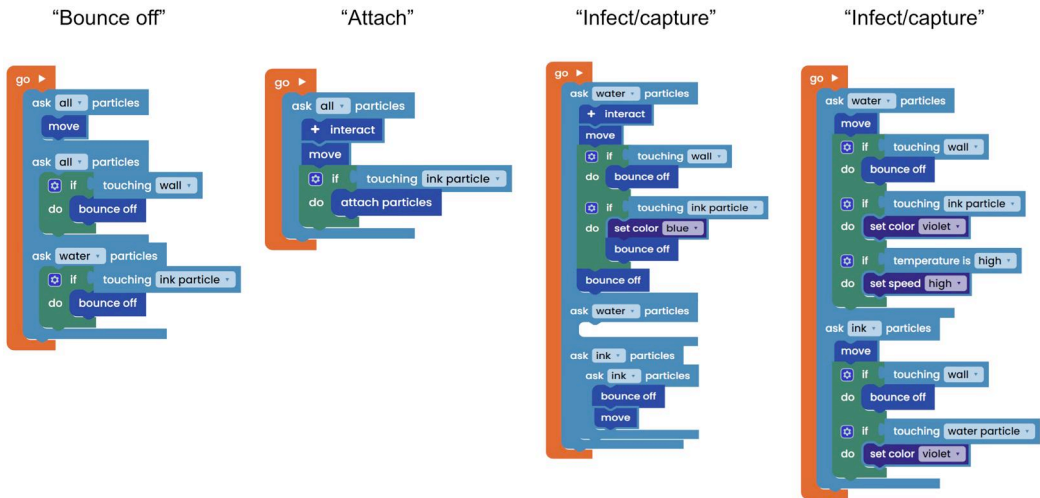 “Bounce off”
go
ask all particles
move
ask all particles
if touching wall
do bounce off
ask water particles
if touching ink particle
do bounce off
“Attach”
go
ask all particles
+ interact
move
if touching ink particle
do attach particles
“Infect/capture”
go
ask water particles
+ interact
move
if touching wall
do bounce off
if touching ink particle
do set color blue
bounce off
bounce off
ask water particles
ask ink particles
ask ink particles
bounce off
move
“Infect/capture”
go
ask water particles
move
if touching wall
do bounce off
if touching ink particle
do set color violet
if temperature is high
do set speed high
ask ink particles
move
if touching wall
do bounce off
if touching water particle
do set color violet